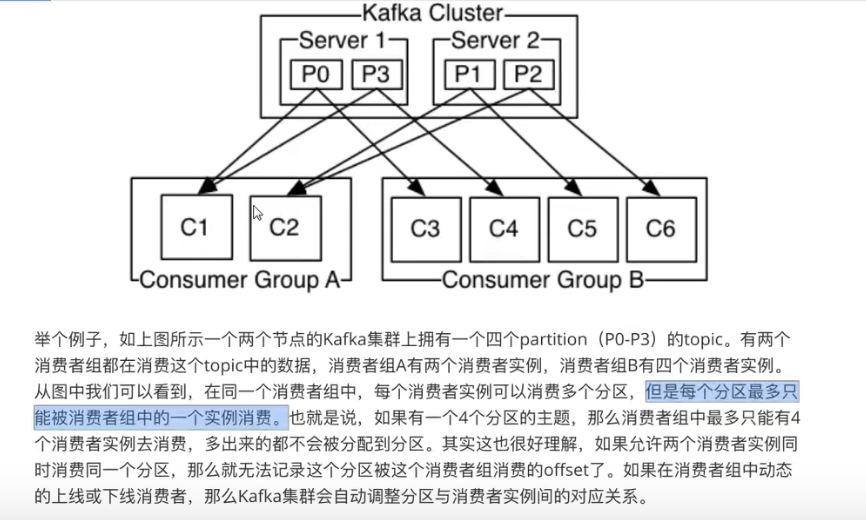 Kafka Cluster
Server 1
Server 2
P0
P3
P1
P2
C1
C2
C3
C4
C5
C6
Consumer Group A
Consumer Group B
举个例子，如上图所示一个两个节点的Kafka集群上拥有一个四个partition（P0-P3）的topic。有两个
消费者组都在消费这个topic中的数据，消费者组A有两个消费者实例，消费者组B有四个消费者实例。
从图中我们可以看到，在同一个消费者组中，每个消费者实例可以消费多个分区，但是每个分区最多只
能被消费者组中的一个实例消费。也就是说，如果有一个4个分区的主题，那么消费者组中最多只能有4
个消费者实例去消费，多出来的都不会被分配到分区。其实这也很好理解，如果允许两个消费者实例同
时消费同一个分区，那么就无法记录这个分区被这个消费者组消费的offset了。如果在消费者组中动态
的上线或下线消费者，那么Kafka集群会自动调整分区与消费者实例间的对应关系。